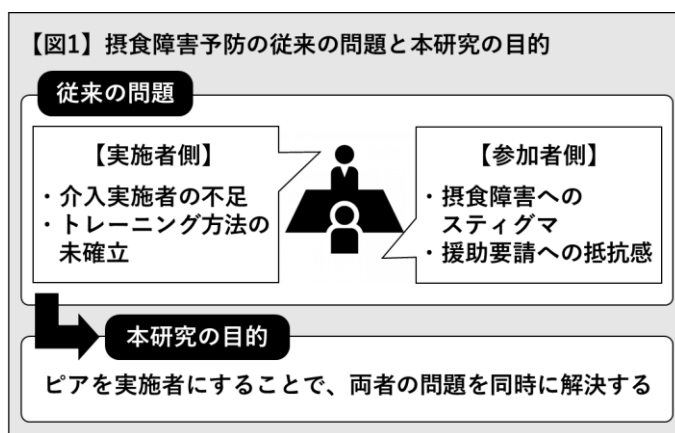 【図1】摂食障害予防の従来の問題と本研究の目的
従来の問題
【実施者側】
・介入実施者の不足
・トレーニング方法の
未確立
【参加者側】
・摂食障害への
スティグマ
・援助要請への抵抗感
本研究の目的
ピアを実施者にすることで、両者の問題を同時に解決する